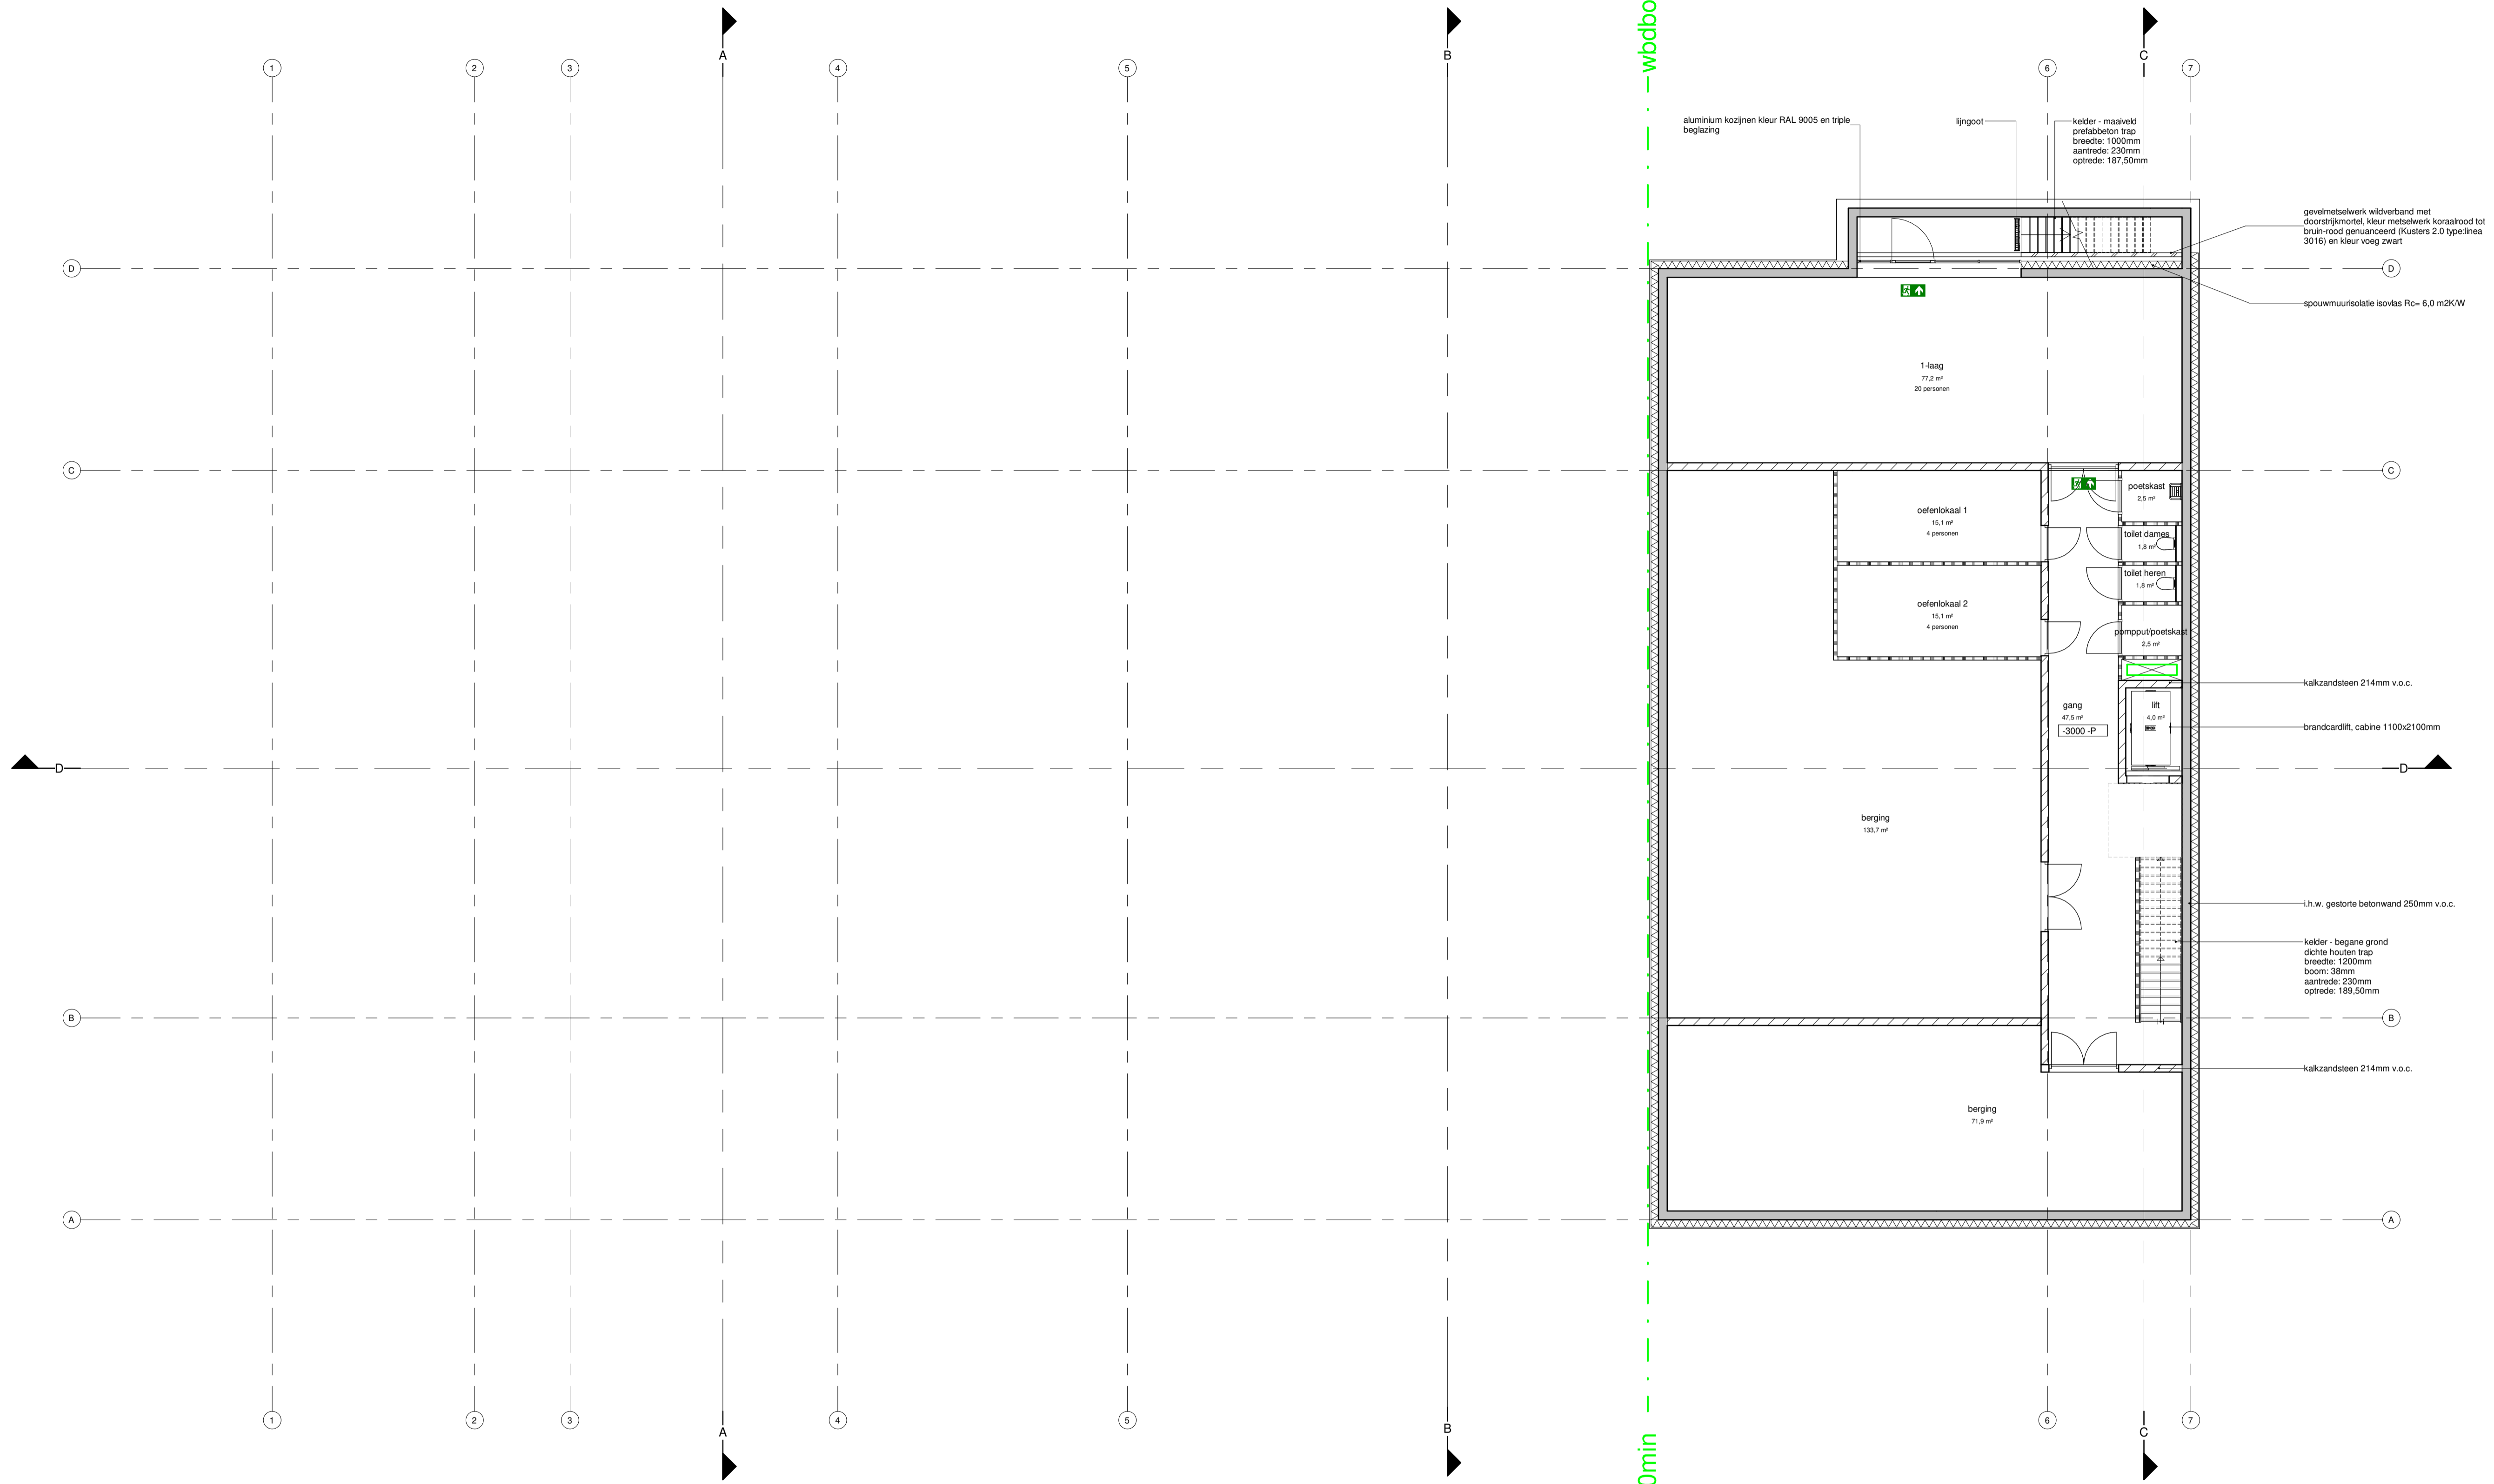 A
B
wbdbo
C
1
2
3
4
5
6
7
aluminium kozijnen kleur RAL 9005 en triple
beglazing
lijngoot
kelder - maaiveld
prefabbeton trap
breedte: 1000mm
aantrede: 230mm
optrede: 187,50mm
gevelmetselwerk wildverband met
doorstrijkmortel, kleur metselwerk koraalrood tot
bruin-rood genuanceerd (Kusters 2.0 type:linea
3016) en kleur voeg zwart
D
D
spouwmuurisolatie isovlas Rc= 6,0 m2K/W
1-laag
77,2 m²
20 personen
C
C
poetskast
2,5 m²
oefenlokaal 1
15,1 m²
4 personen
toilet dames
1,8 m²
toilet heren
1,8 m²
oefenlokaal 2
15,1 m²
4 personen
pompput/poetskast
2,5 m²
kalkzandsteen 214mm v.o.c.
gang
47,5 m²
-3000 -P
lift
4,0 m²
brandcardlift, cabine 1100x2100mm
D
D
berging
133,7 m²
i.h.w. gestorte betonwand 250mm v.o.c.
kelder - begane grond
dichte houten trap
breedte: 1200mm
boom: 38mm
aantrede: 230mm
optrede: 189,50mm
B
B
kalkzandsteen 214mm v.o.c.
berging
71,9 m²
A
A
1
2
3
4
5
6
7
A
B
0min
C